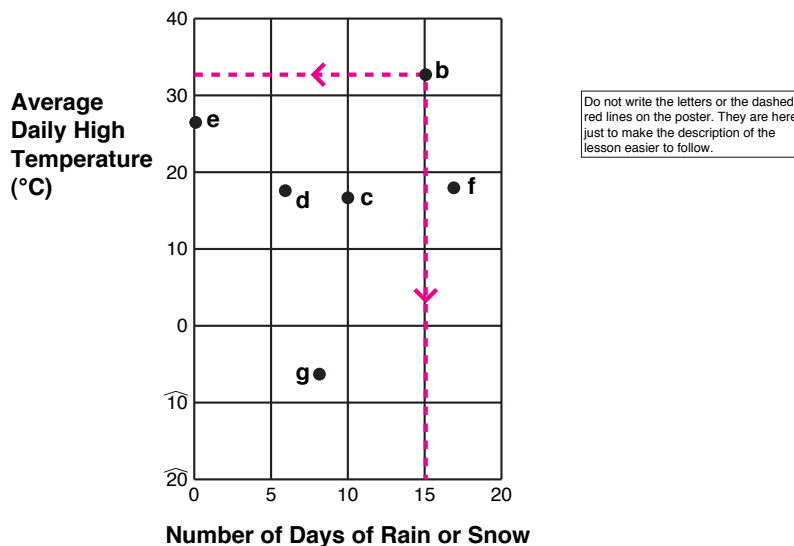 40
30
20
10
0
10
20
Average
Daily High
Temperature
(°C)
b
e
d
c
f
g
0
5
10
15
20
Number of Days of Rain or Snow
Do not write the letters or the dashed
red lines on the poster. They are here
just to make the description of the
lesson easier to follow.